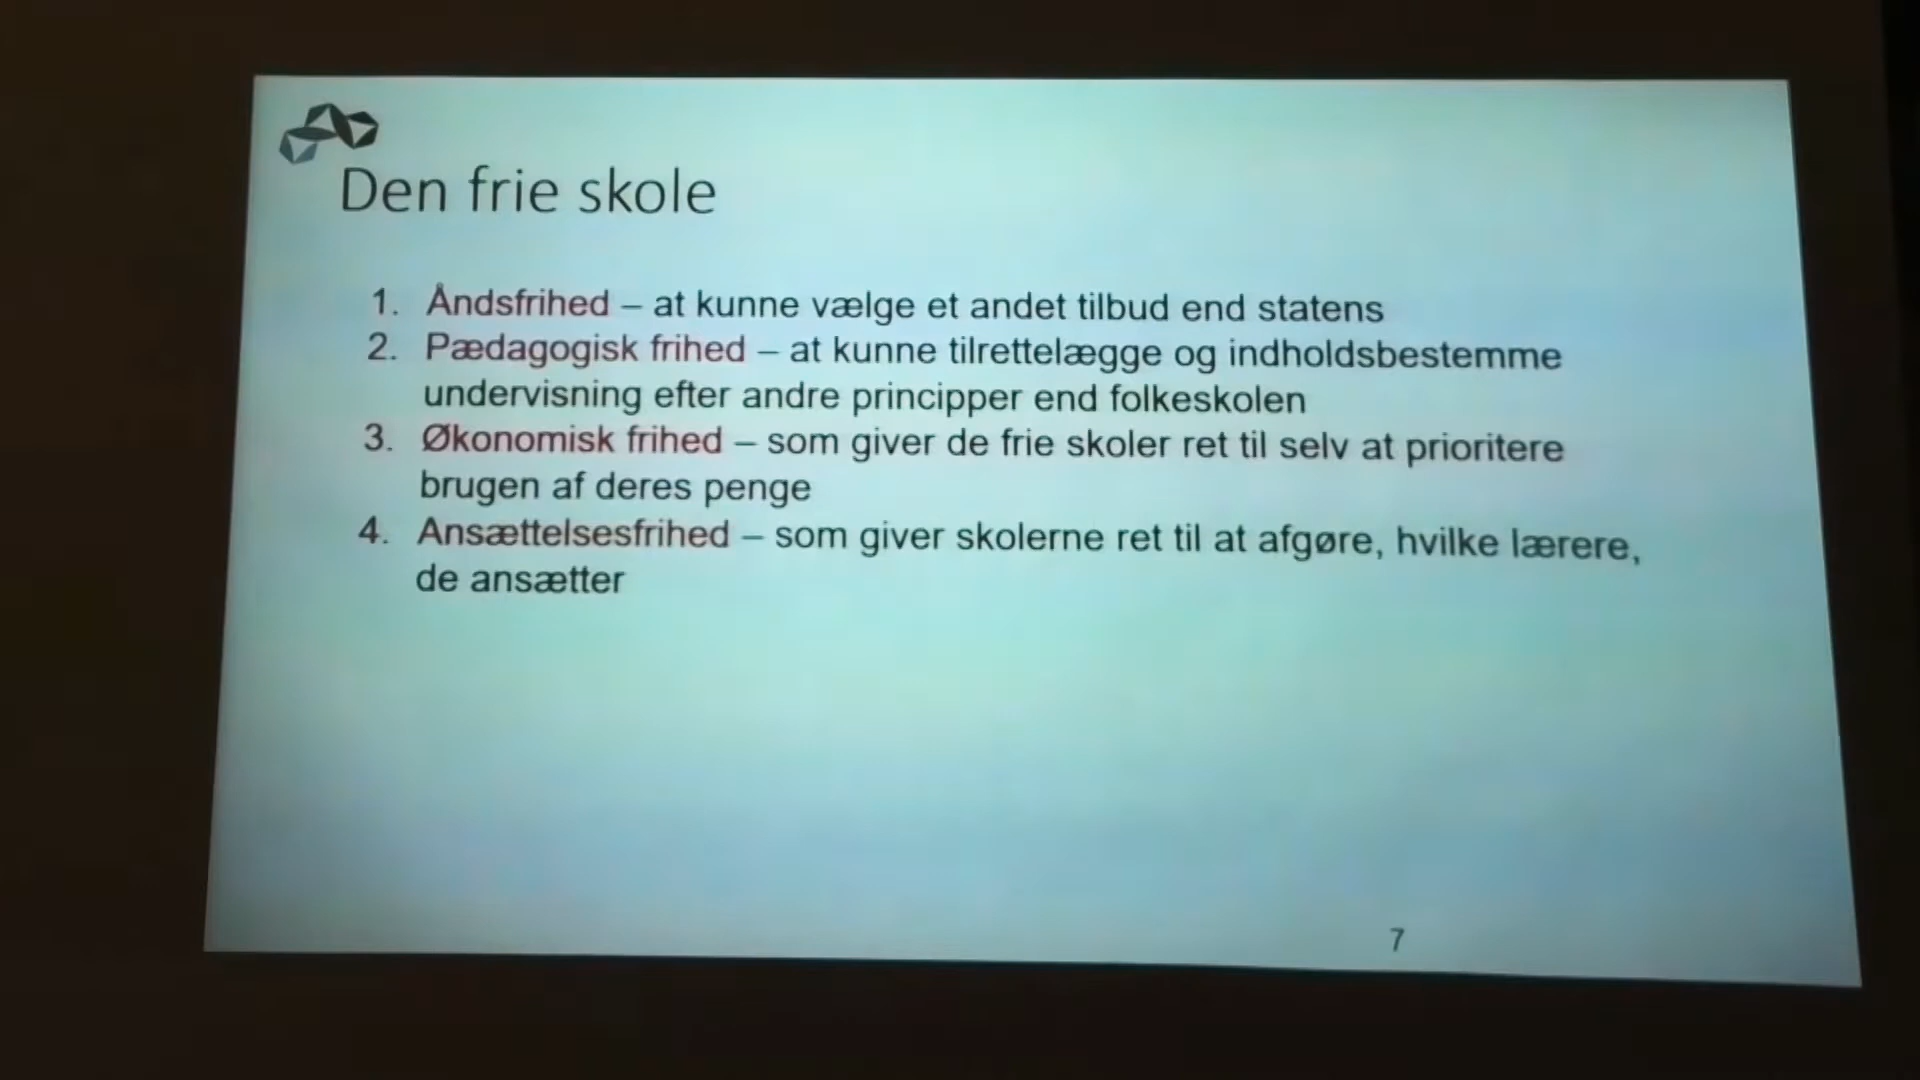 Den frie skole
1. Åndsfrihed – at kunne vælge et andet tilbud end statens
2. Pædagogisk frihed – at kunne tilrettelægge og indholdsbestemme
undervisning efter andre principper end folkeskolen
3. Økonomisk frihed – som giver de frie skoler ret til selv at prioritere
brugen af deres penge
4. Ansættelsesfrihed – som giver skolerne ret til at afgøre, hvilke lærere,
de ansætter
7